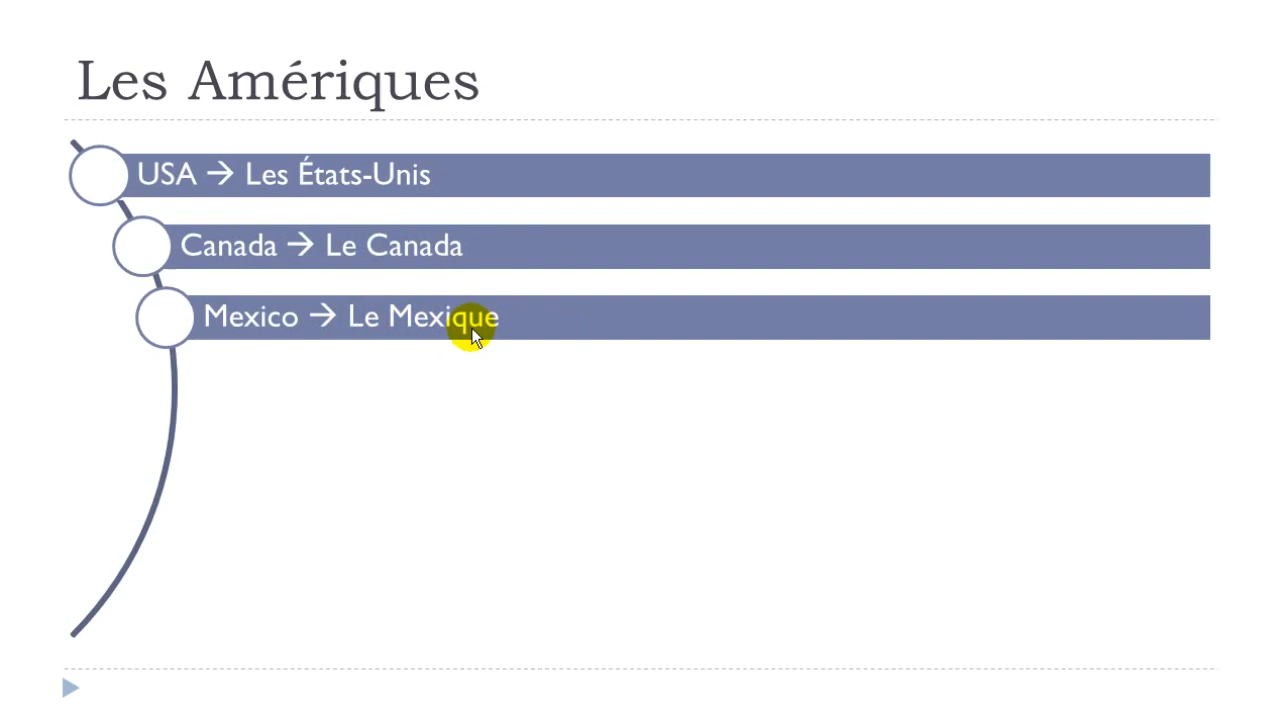 Les Amériques
USA → Les États-Unis
Canada → Le Canada
Mexico → Le Mexique